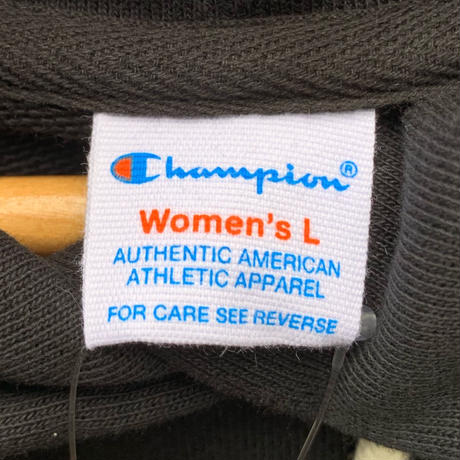 Champion®
Women's L
AUTHENTIC AMERICAN
ATHLETIC APPAREL
FOR CARE SEE REVERSE